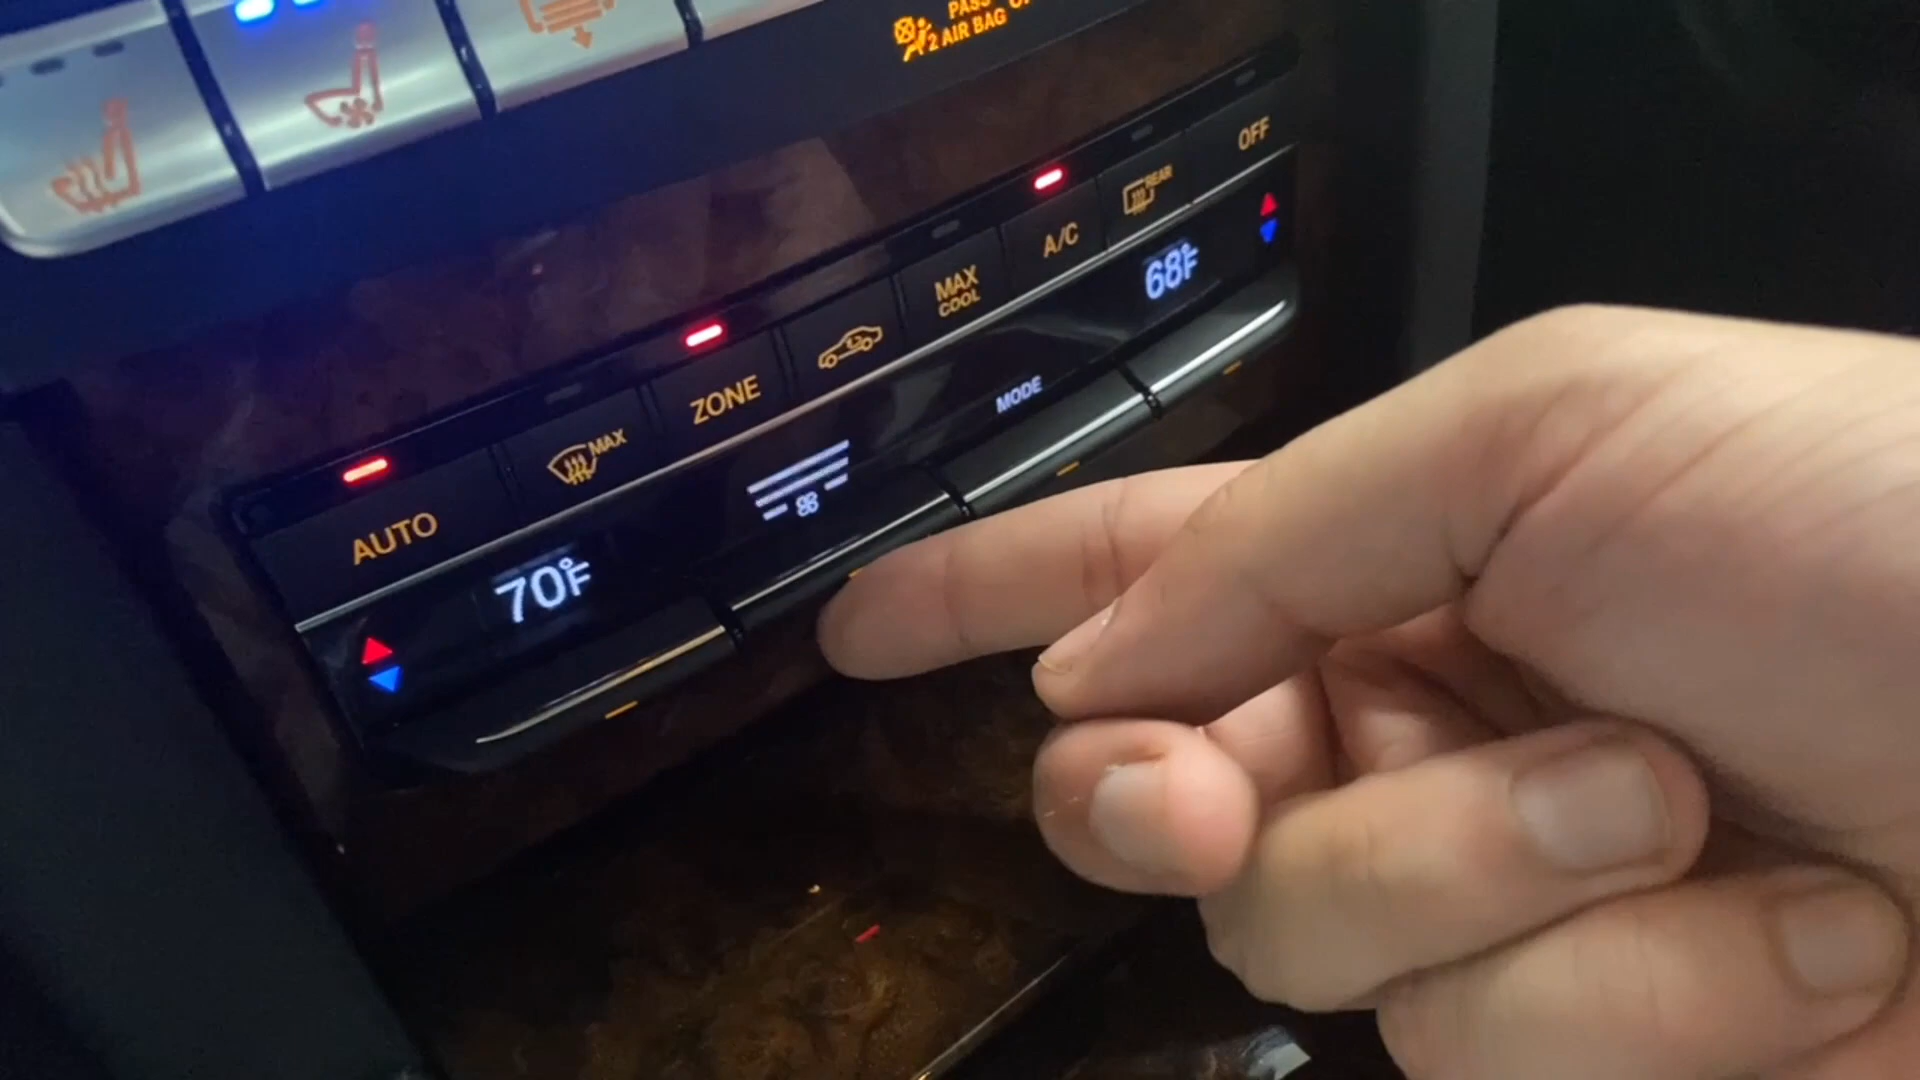 PASS
2 AIR BAG
OFF
REAR
A/C
MAX
COOL
68°F
ZONE
MODE
MAX
AUTO
70°F